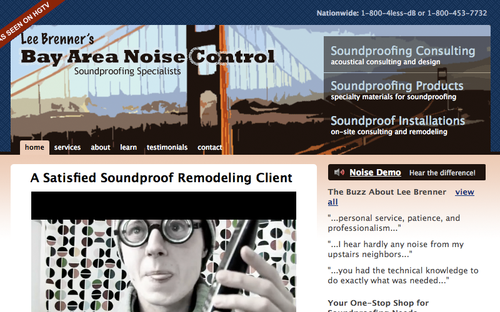 AS SEEN ON HGTV
Nationwide: 1-800-4less-dB or 1-800-453-7732
Lee Brenner's
Bay Area Noise Control
Soundproofing Specialists
Soundproofing Consulting
acoustical consulting and design
Soundproofing Products
specialty materials for soundproofing
Soundproof Installations
on-site consulting and remodeling
home services about learn testimonials contact
A Satisfied Soundproof Remodeling Client
Noise Demo Hear the difference!
The Buzz About Lee Brenner view
all
"...personal service, patience, and
professionalism..."
"...I hear hardly any noise from my
upstairs neighbors..."
"...you had the technical knowledge to
do exactly what was needed..."
Your One-Stop Shop for
Soundproofing Needs